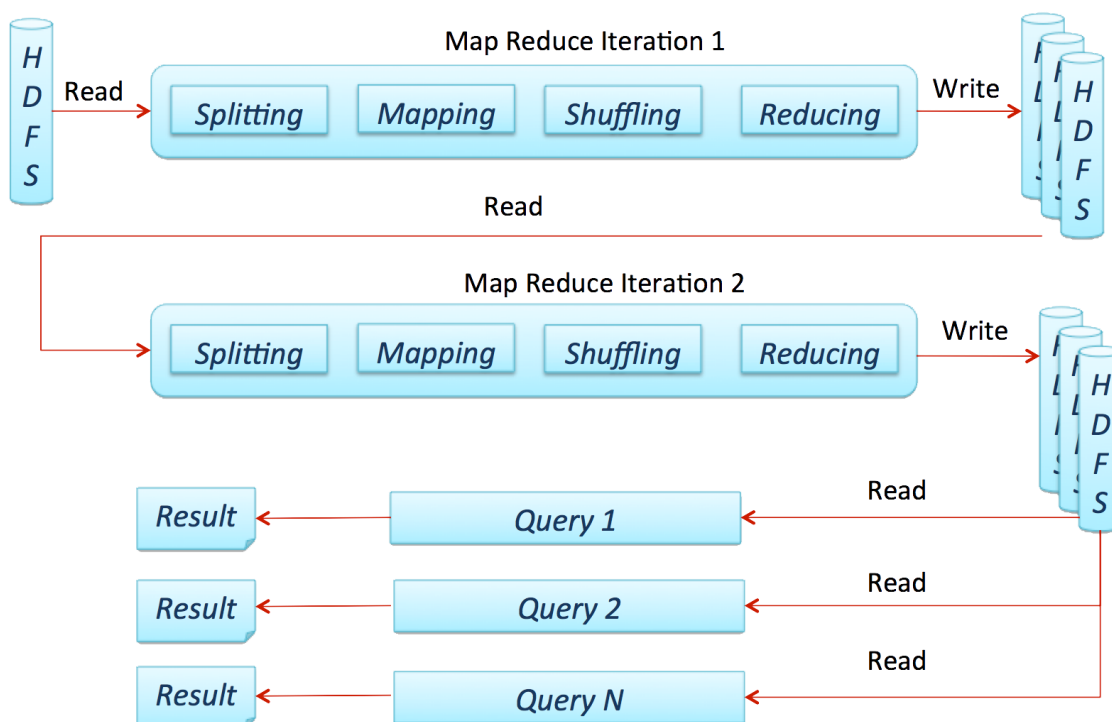 Map Reduce Iteration 1
H
D
F
S
Read
Splitting
Mapping
Shuffling
Reducing
Write
H
D
F
S
Read
Map Reduce Iteration 2
Splitting
Mapping
Shuffling
Reducing
Write
H
D
F
S
Read
Result
Query 1
Read
Result
Query 2
Read
Result
Query N